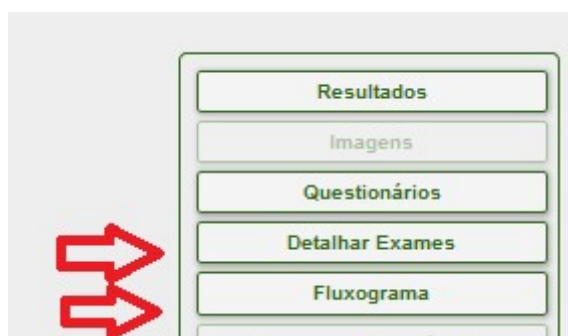 Resultados
Imagens
Questionários
Detalhar Exames
Fluxograma